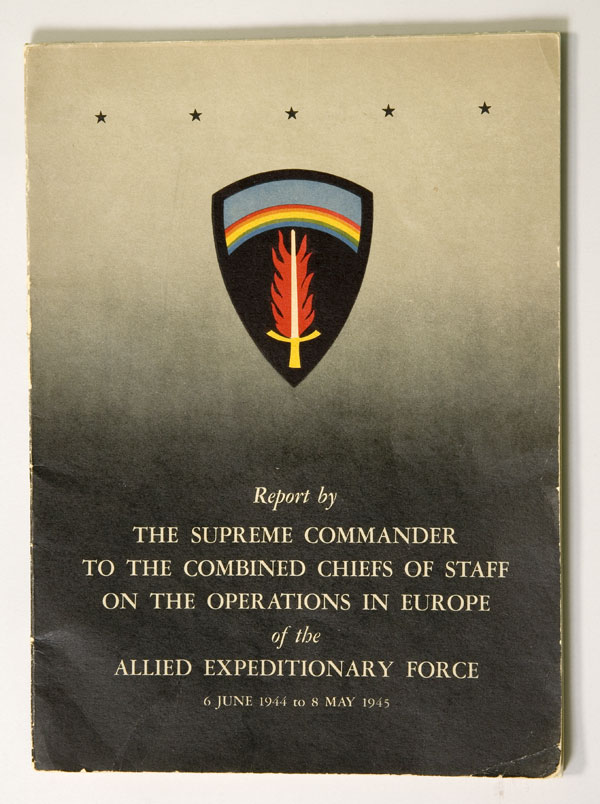 Report by
THE SUPREME COMMANDER
TO THE COMBINED CHIEFS OF STAFF
ON THE OPERATIONS IN EUROPE
of the
ALLIED EXPEDITIONARY FORCE
6 JUNE 1944 to 8 MAY 1945